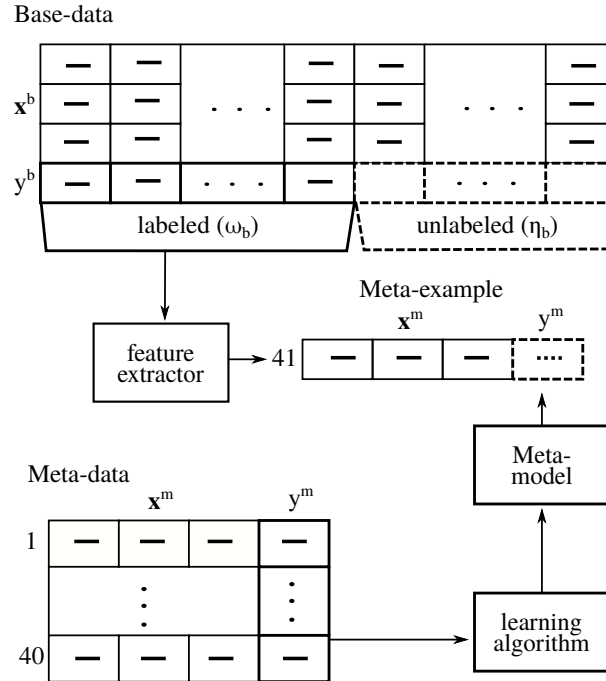 Base-data
x^b
. . .
. . .
y^b
. . .
. . .
labeled (ω_b)
unlabeled (η_b)
Meta-example
x^m
y^m
feature
extractor
41
....
Meta-
model
Meta-data
x^m
y^m
1
40
learning
algorithm